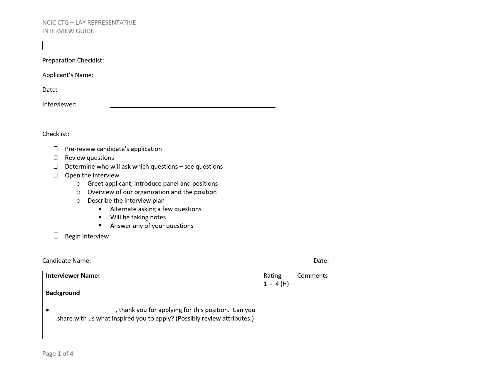 NCIC CTG – LAY REPRESENTATIVE
INTERVIEW GUIDE
Preparation Checklist:
Applicant's Name:
Date:
Interviewer:
Checklist:
Pre-review candidate's application
Review questions
Determine who will ask which questions – see questions
Open the interview
o Greet applicant, introduce panel and positions
o Overview of our organization and the position
o Describe the interview plan
▪ Alternate asking a few questions
▪ Will be taking notes
▪ Answer any of your questions
Begin interview
Candidate Name: Date:
Interviewer Name: Rating Comments
1 - 4 (H)
Background
• , thank you for applying for this position. Can you
share with us what inspired you to apply? (Possibly review attributes.)
Page 1 of 4